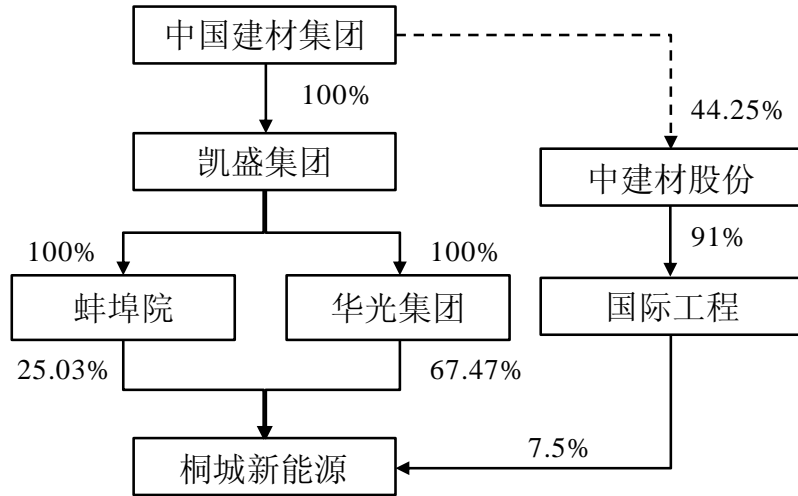 中国建材集团
100%
44.25%
凯盛集团
中建材股份
100%
100%
91%
蚌埠院
华光集团
国际工程
25.03%
67.47%
7.5%
桐城新能源